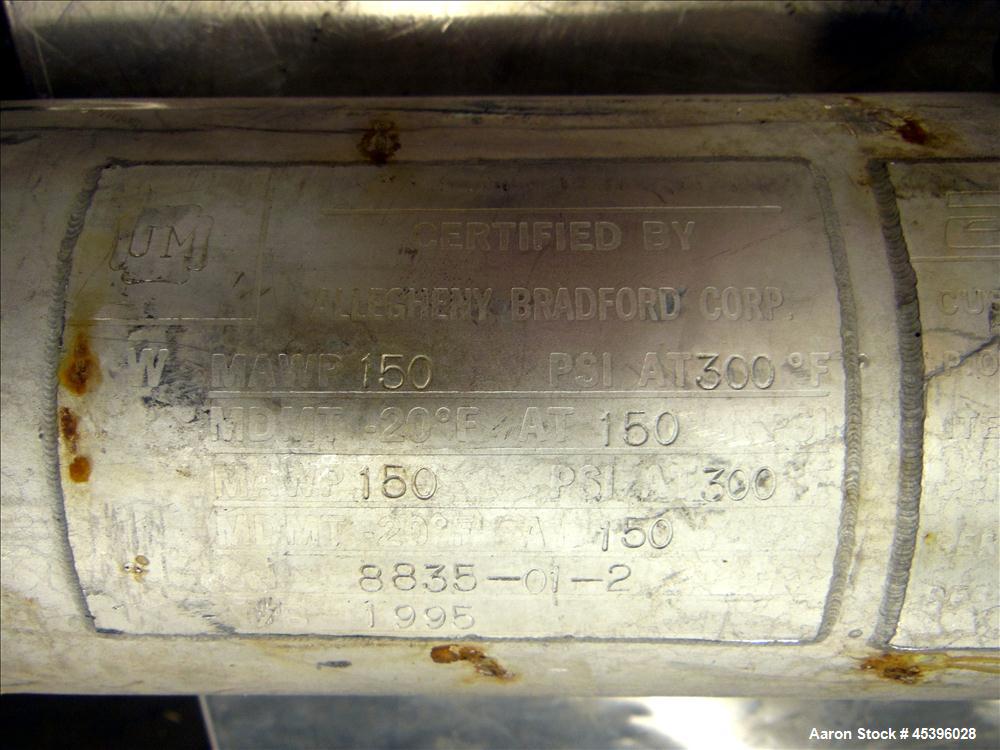 UM
CERTIFIED BY
ALLEGHENY BRADFORD CORP.
W MAWP 150 PSI AT 300 °F
MDMT -20°F AT 150 PSI
MAWP 150 PSI AT 300
MDMT -20°F AT 150
8835-01-2
1995
Aaron Stock # 45396028